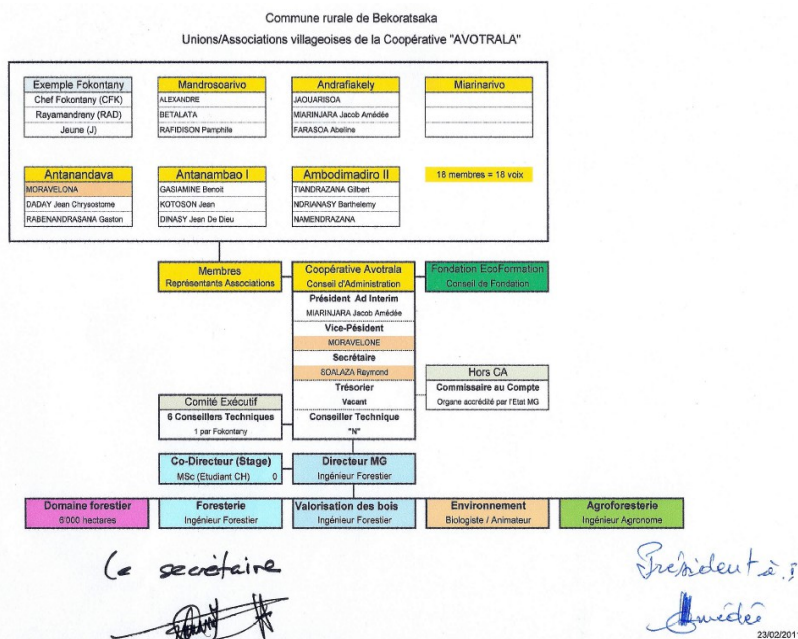 Commune rurale de Bekoratsaka
Unions/Associations villageoises de la Coopérative "AVOTRALA"
Exemple Fokontany
Chef Fokontany (CFK)
Rayamandreny (RAD)
Jeune (J)
Mandrosoarivo
ALEXANDRE
BETALATA
RAFIDISON Pamphile
Andrafiakely
JAOUARISOA
MIARINJARA Jacob Amédée
FARASOA Abeline
Miarinarivo
Antanandava
MORAVELONA
DADAY Jean Chrysostome
RABENANDRASANA Gaston
Antanambao I
GASIAMINE Benoit
KOTOSON Jean
DINASY Jean De Dieu
Ambodimadiro II
TIANDRAZANA Gilbert
NDRIANASY Barthelemy
NAMENDRAZANA
18 membres = 18 voix
Membres
Représentants Associations
Coopérative Avotrala
Conseil d'Administration
Fondation EcoFormation
Conseil de Fondation
Président Ad Interim
MIARINJARA Jacob Amédée
Vice-Pésident
MORAVELONE
Secrétaire
SOALAZA Raymond
Trésorier
Vacant
Conseiller Technique
"N"
Hors CA
Commissaire au Compte
Organe accrédité par l'Etat MG
Comité Exécutif
6 Conseillers Techniques
1 par Fokontany
Co-Directeur (Stage)
MSc (Etudiant CH) 0
Directeur MG
Ingénieur Forestier
Domaine forestier
6'000 hectares
Foresterie
Ingénieur Forestier
Valorisation des bois
Ingénieur Forestier
Environnement
Biologiste / Animateur
Agroforesterie
Ingénieur Agronome
Le secrétaire
Président à.
Amédée
23/02/201